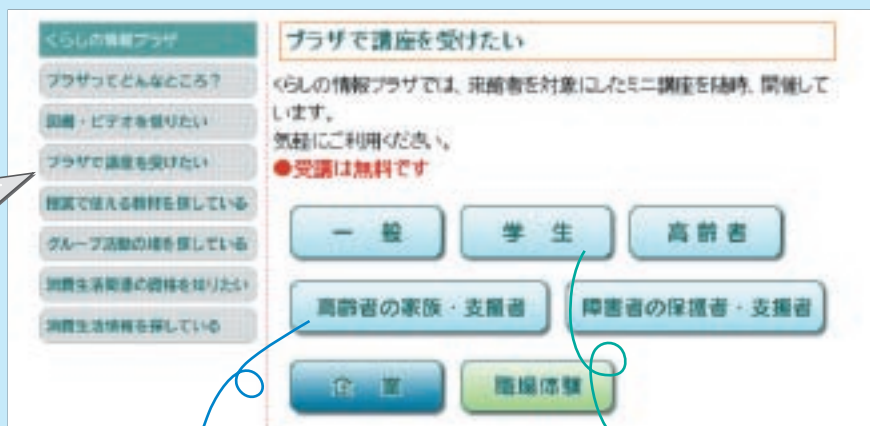 くらしの情報プラザ
プラザってどんなところ？
図書・ビデオを借りたい
プラザで講座を受けたい
授業で使える教材を探している
グループ活動の場を探している
消費生活関連の資格を知りたい
消費生活情報を探している
プラザで講座を受けたい
くらしの情報プラザでは、来館者を対象にしたミニ講座を随時、開催して
います。
気軽にご利用ください。
●受講は無料です
一般
学生
高齢者
高齢者の家族・支援者
障害者の保護者・支援者
企業
職場体験